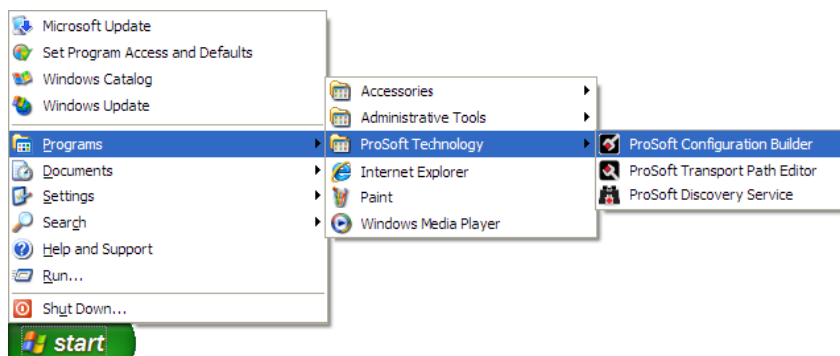 Microsoft Update
Set Program Access and Defaults
Windows Catalog
Windows Update
Programs
Documents
Settings
Search
Help and Support
Run...
Shut Down...
start
Accessories
Administrative Tools
ProSoft Technology
Internet Explorer
Paint
Windows Media Player
ProSoft Configuration Builder
ProSoft Transport Path Editor
ProSoft Discovery Service